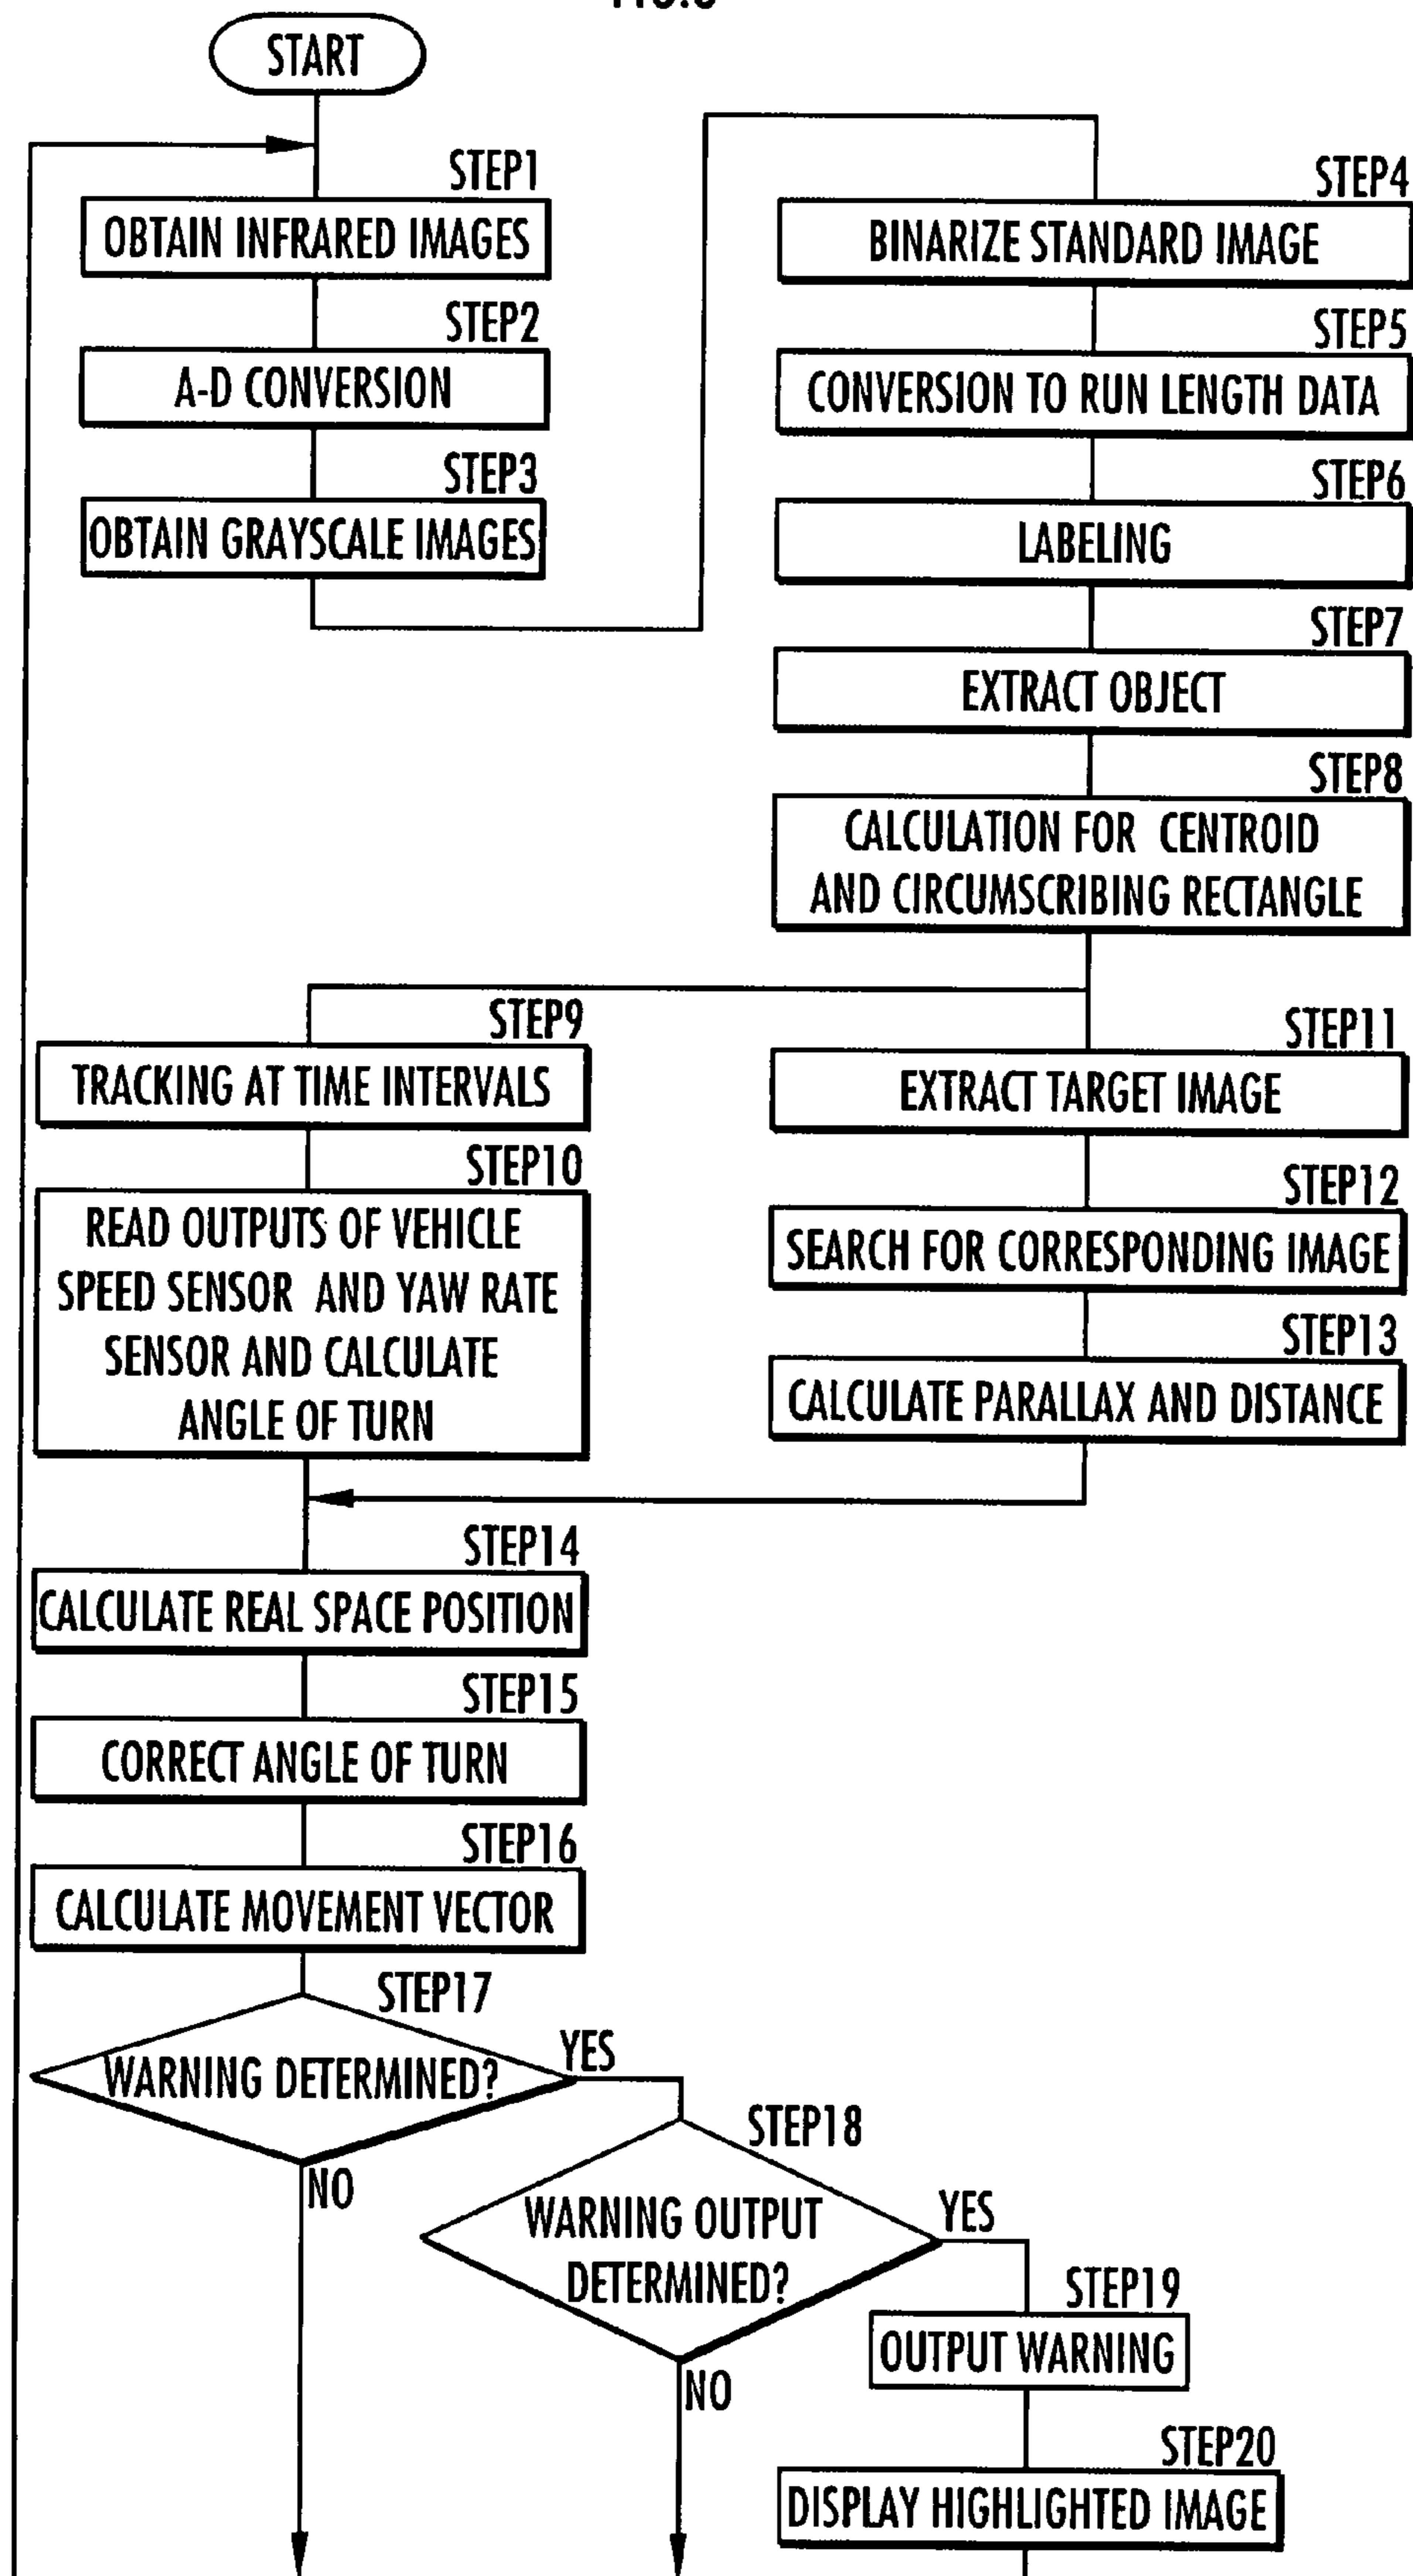 START
STEP1
OBTAIN INFRARED IMAGES
STEP2
A-D CONVERSION
STEP3
OBTAIN GRAYSCALE IMAGES
STEP4
BINARIZE STANDARD IMAGE
STEP5
CONVERSION TO RUN LENGTH DATA
STEP6
LABELING
STEP7
EXTRACT OBJECT
STEP8
CALCULATION FOR CENTROID
AND CIRCUMSCRIBING RECTANGLE
STEP9
TRACKING AT TIME INTERVALS
STEP10
READ OUTPUTS OF VEHICLE
SPEED SENSOR AND YAW RATE
SENSOR AND CALCULATE
ANGLE OF TURN
STEP11
EXTRACT TARGET IMAGE
STEP12
SEARCH FOR CORRESPONDING IMAGE
STEP13
CALCULATE PARALLAX AND DISTANCE
STEP14
CALCULATE REAL SPACE POSITION
STEP15
CORRECT ANGLE OF TURN
STEP16
CALCULATE MOVEMENT VECTOR
STEP17
WARNING DETERMINED?
YES
NO
STEP18
WARNING OUTPUT
DETERMINED?
YES
NO
STEP19
OUTPUT WARNING
STEP20
DISPLAY HIGHLIGHTED IMAGE